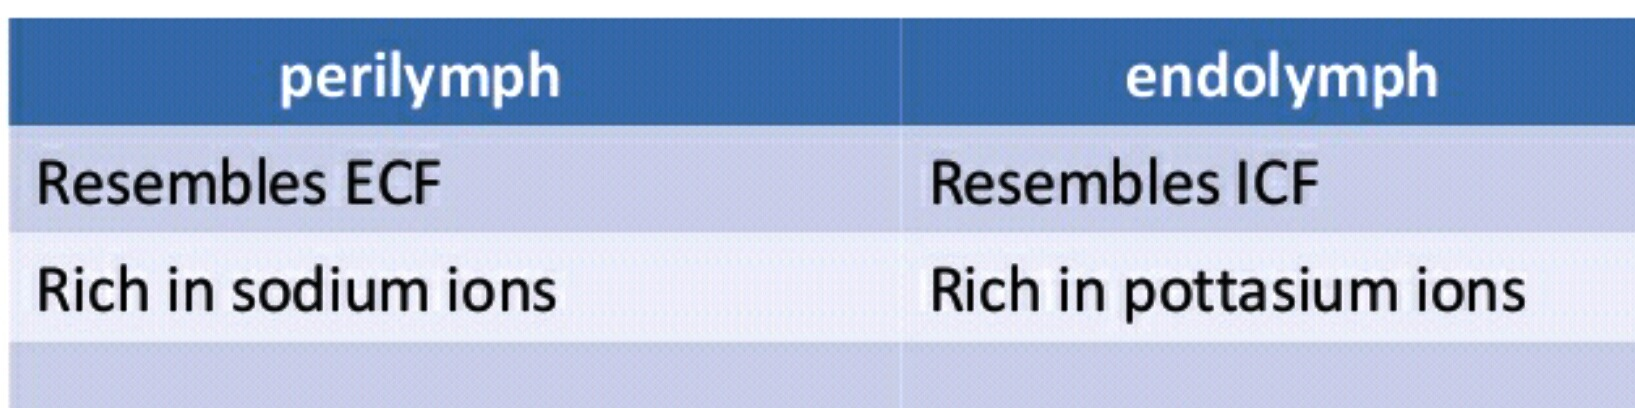 perilymph endolymph
Resembles ECF Resembles ICF
Rich in sodium ions Rich in pottasium ions